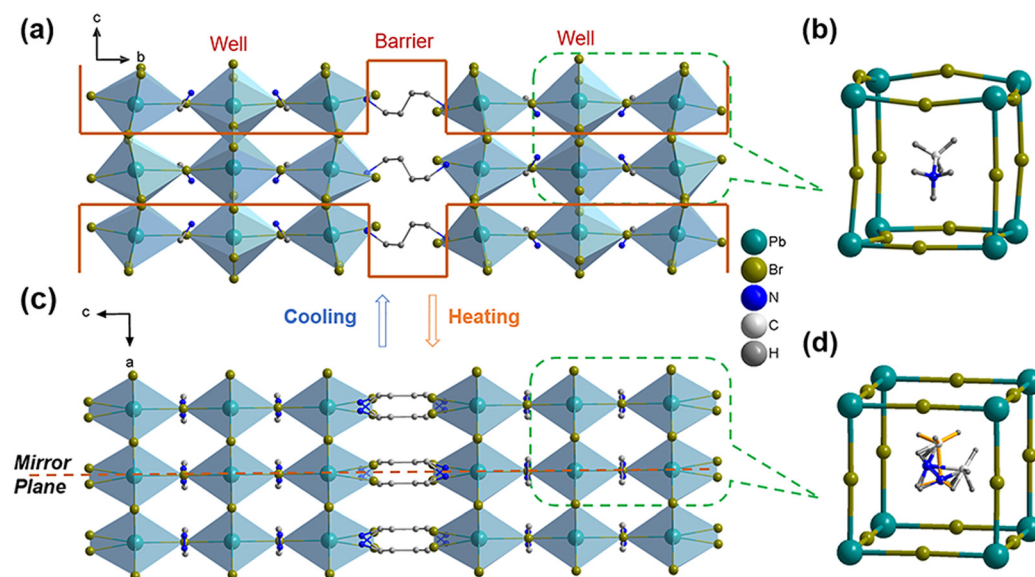 (a)
c
b
Well
Barrier
Well
(b)
Pb
Br
N
C
H
Cooling
Heating
(c)
c
a
Mirror
Plane
(d)